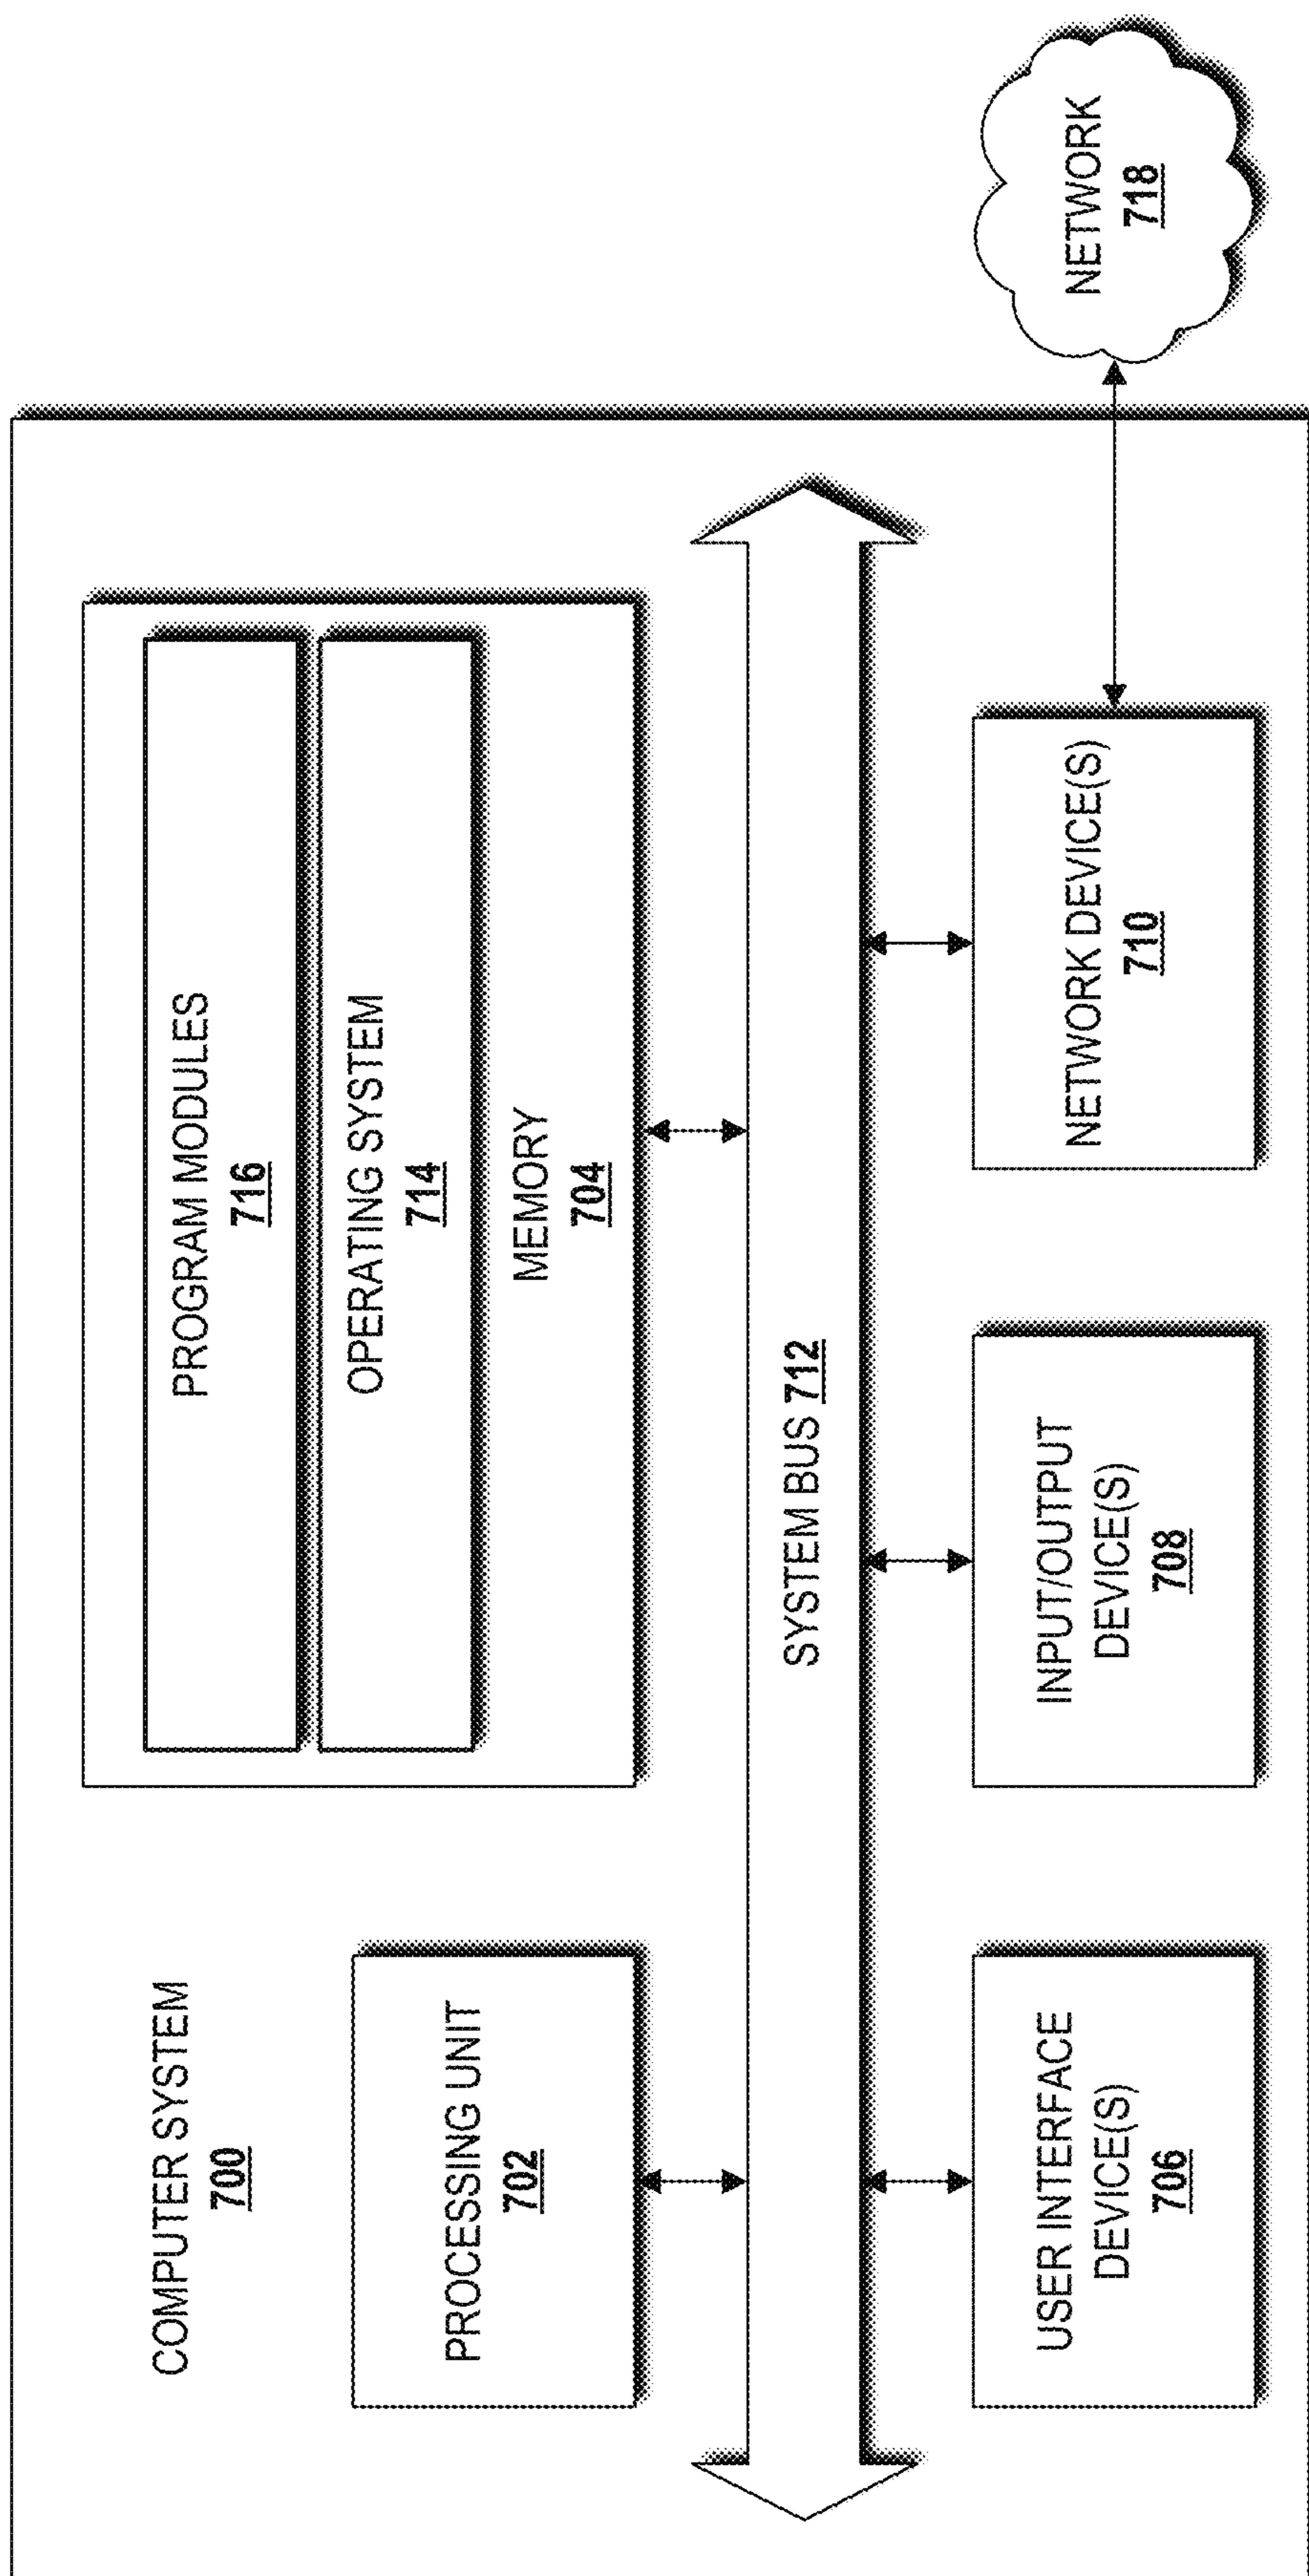 COMPUTER SYSTEM
700
PROCESSING UNIT
702
PROGRAM MODULES
716
OPERATING SYSTEM
714
MEMORY
704
SYSTEM BUS 712
USER INTERFACE
DEVICE(S)
706
INPUT/OUTPUT
DEVICE(S)
708
NETWORK DEVICE(S)
710
NETWORK
718